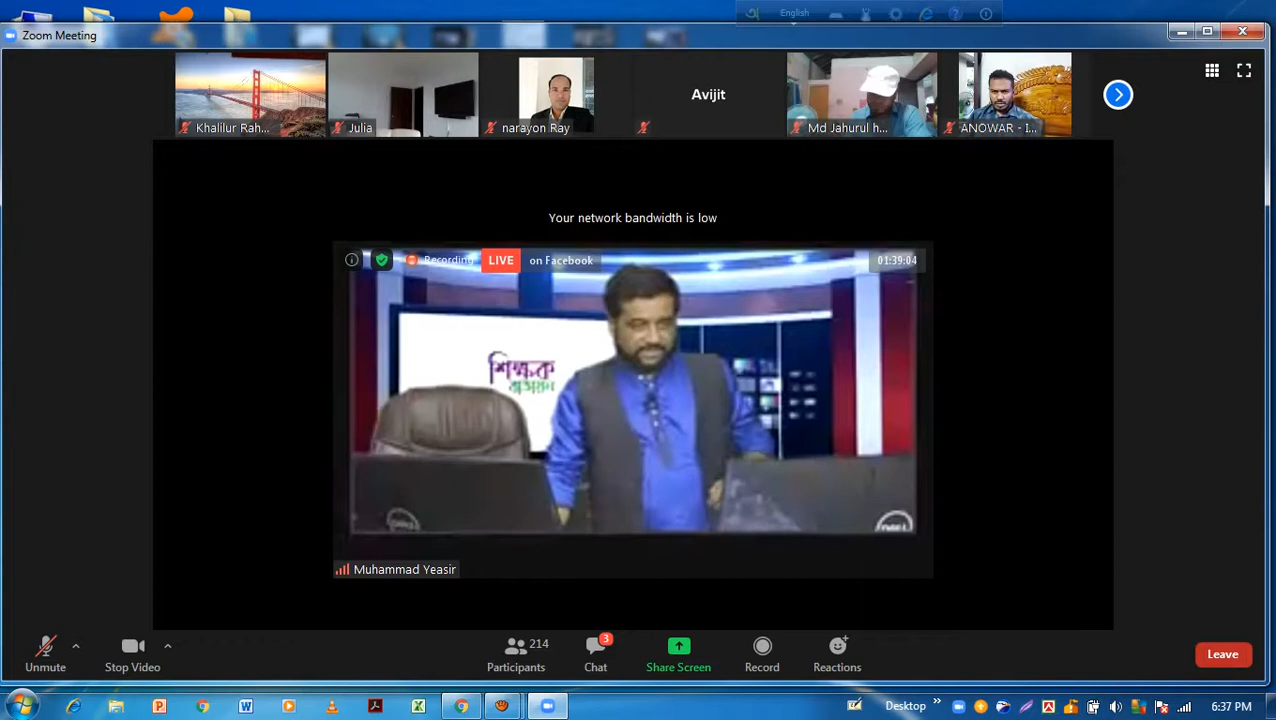 English
Zoom Meeting
Khalilur Rah...
Julia
narayon Ray
Avijit
Md Jahurul h...
ANOWAR - I...
Your network bandwidth is low
Recording
LIVE
on Facebook
01:39:04
শিক্ষক
বাতায়ন
DELL
DELL
Muhammad Yeasir
Unmute
Stop Video
214
Participants
3
Chat
Share Screen
Record
Reactions
Leave
Desktop
6:37 PM